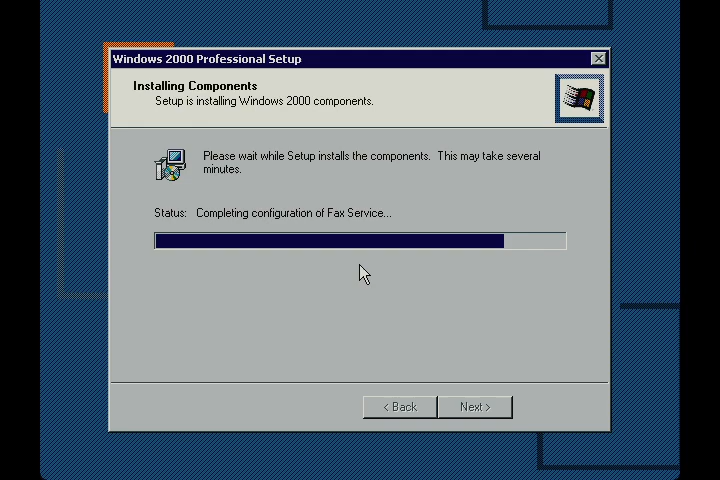 Windows 2000 Professional Setup
Installing Components
Setup is installing Windows 2000 components.
Please wait while Setup installs the components. This may take several
minutes.
Status: Completing configuration of Fax Service...
< Back
Next >